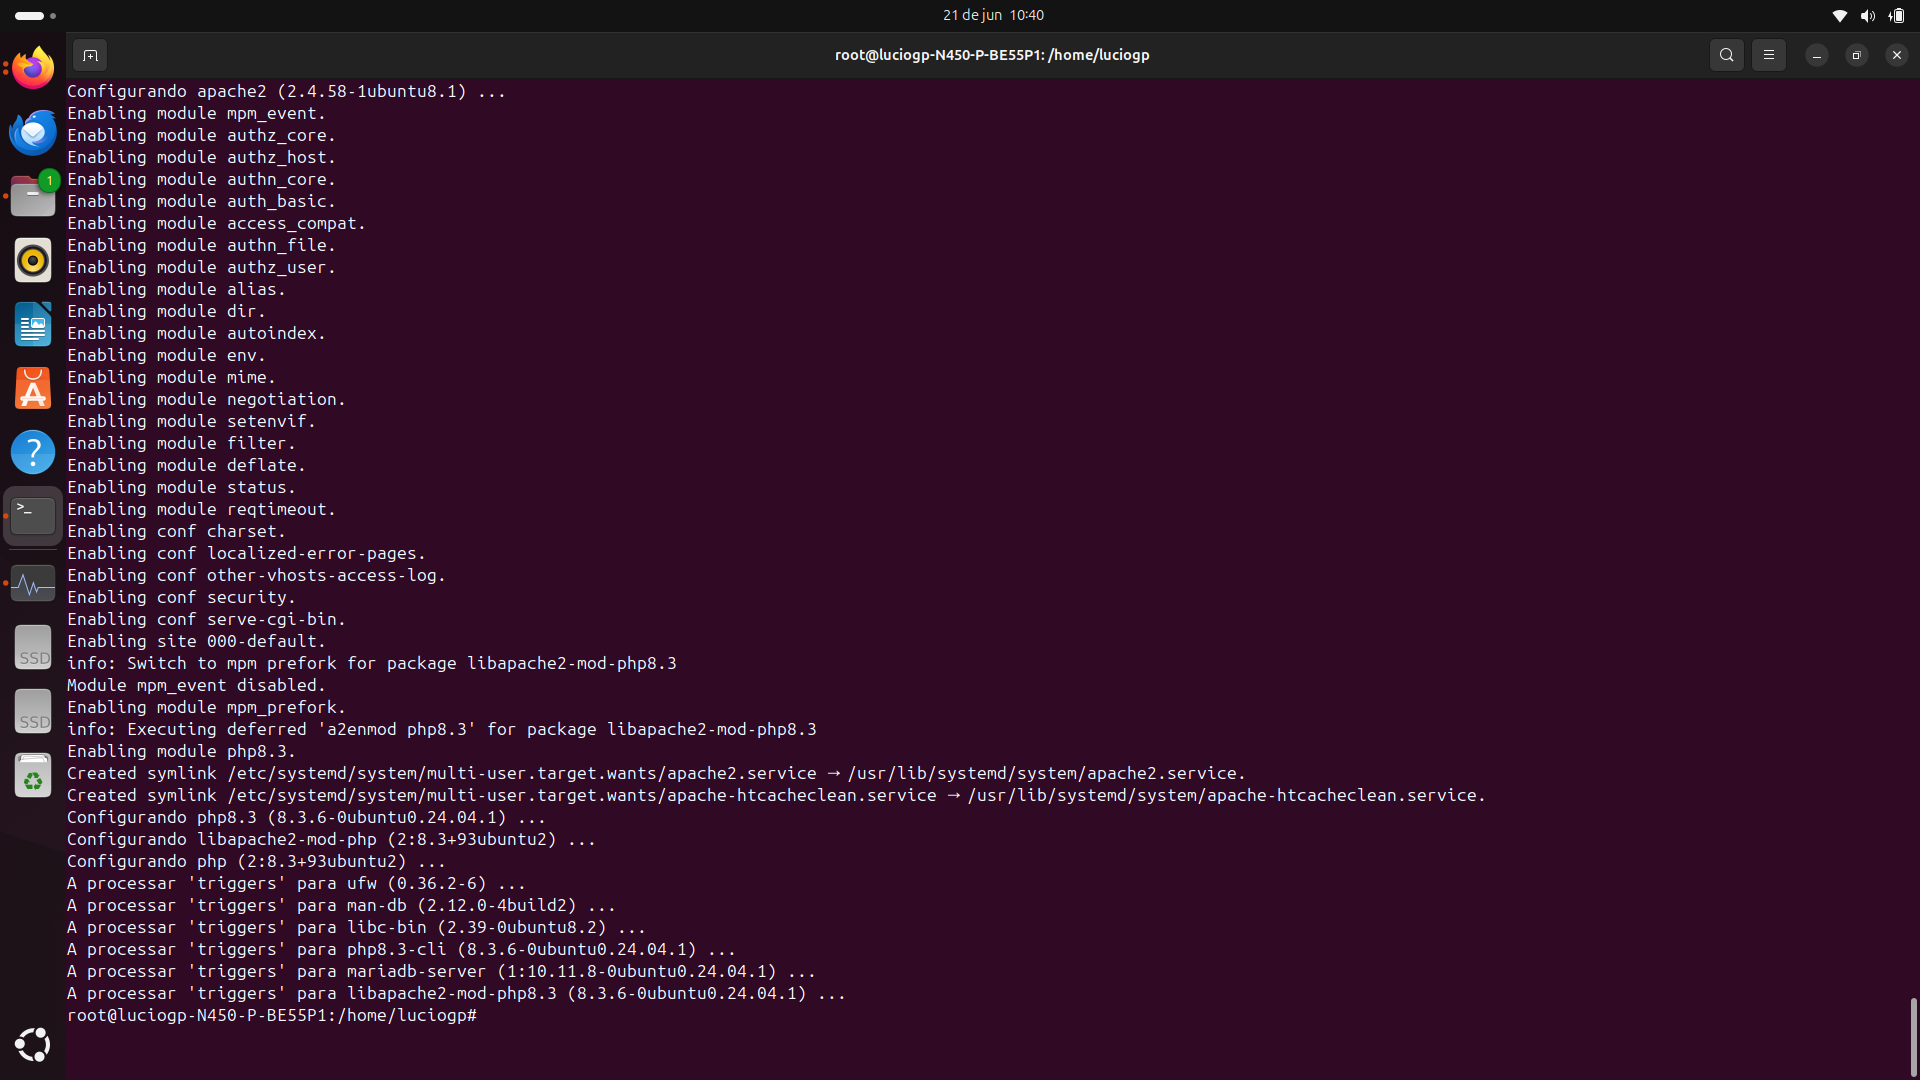 21 de jun 10:40
root@luciogp-N450-P-BE55P1: /home/luciogp
Configurando apache2 (2.4.58-1ubuntu8.1) ...
Enabling module mpm_event.
Enabling module authz_core.
Enabling module authz_host.
Enabling module authn_core.
Enabling module auth_basic.
Enabling module access_compat.
Enabling module authn_file.
Enabling module authz_user.
Enabling module alias.
Enabling module dir.
Enabling module autoindex.
Enabling module env.
Enabling module mime.
Enabling module negotiation.
Enabling module setenvif.
Enabling module filter.
Enabling module deflate.
Enabling module status.
Enabling module reqtimeout.
Enabling conf charset.
Enabling conf localized-error-pages.
Enabling conf other-vhosts-access-log.
Enabling conf security.
Enabling conf serve-cgi-bin.
Enabling site 000-default.
info: Switch to mpm prefork for package libapache2-mod-php8.3
Module mpm_event disabled.
Enabling module mpm_prefork.
info: Executing deferred 'a2enmod php8.3' for package libapache2-mod-php8.3
Enabling module php8.3.
Created symlink /etc/systemd/system/multi-user.target.wants/apache2.service → /usr/lib/systemd/system/apache2.service.
Created symlink /etc/systemd/system/multi-user.target.wants/apache-htcacheclean.service → /usr/lib/systemd/system/apache-htcacheclean.service.
Configurando php8.3 (8.3.6-0ubuntu0.24.04.1) ...
Configurando libapache2-mod-php (2:8.3+93ubuntu2) ...
Configurando php (2:8.3+93ubuntu2) ...
A processar 'triggers' para ufw (0.36.2-6) ...
A processar 'triggers' para man-db (2.12.0-4build2) ...
A processar 'triggers' para libc-bin (2.39-0ubuntu8.2) ...
A processar 'triggers' para php8.3-cli (8.3.6-0ubuntu0.24.04.1) ...
A processar 'triggers' para mariadb-server (1:10.11.8-0ubuntu0.24.04.1) ...
A processar 'triggers' para libapache2-mod-php8.3 (8.3.6-0ubuntu0.24.04.1) ...
root@luciogp-N450-P-BE55P1:/home/luciogp#
1
?
>_
SSD
SSD